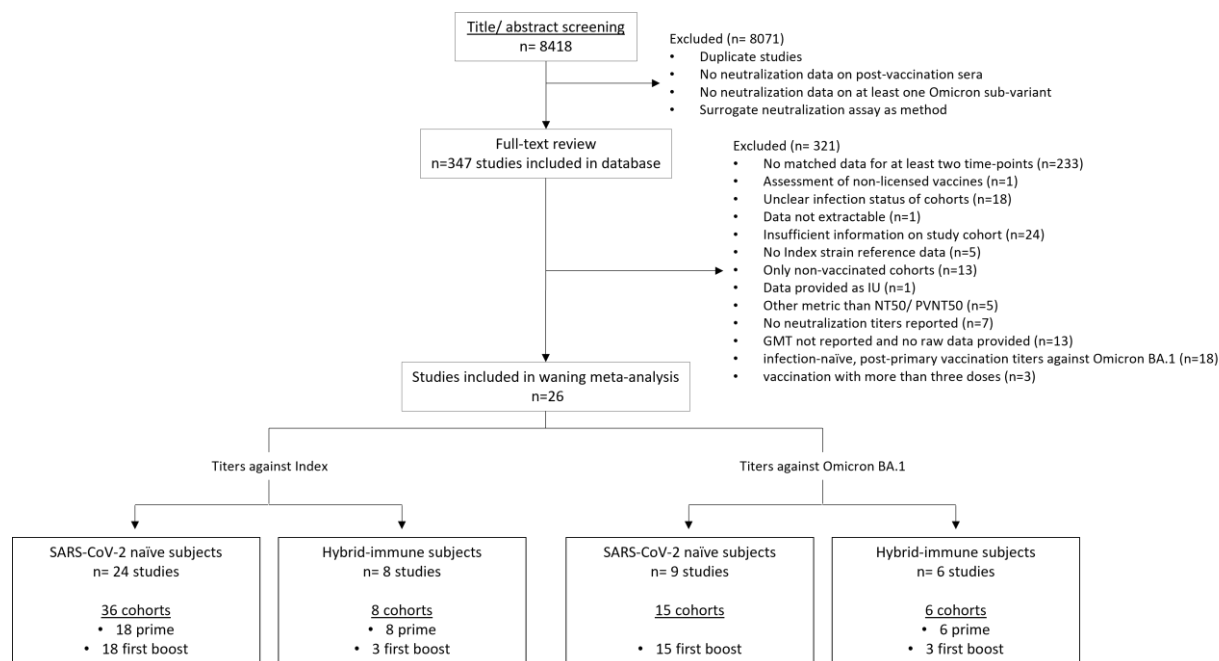 Title/ abstract screening
n= 8418
Excluded (n= 8071)
• Duplicate studies
• No neutralization data on post-vaccination sera
• No neutralization data on at least one Omicron sub-variant
• Surrogate neutralization assay as method
Full-text review
n=347 studies included in database
Excluded (n= 321)
• No matched data for at least two time-points (n=233)
• Assessment of non-licensed vaccines (n=1)
• Unclear infection status of cohorts (n=18)
• Data not extractable (n=1)
• Insufficient information on study cohort (n=24)
• No Index strain reference data (n=5)
• Only non-vaccinated cohorts (n=13)
• Data provided as IU (n=1)
• Other metric than NT50/ PVNT50 (n=5)
• No neutralization titers reported (n=7)
• GMT not reported and no raw data provided (n=13)
• infection-naïve, post-primary vaccination titers against Omicron BA.1 (n=18)
• vaccination with more than three doses (n=3)
Studies included in waning meta-analysis
n=26
Titers against Index
Titers against Omicron BA.1
SARS-CoV-2 naïve subjects
n= 24 studies
36 cohorts
• 18 prime
• 18 first boost
Hybrid-immune subjects
n= 8 studies
8 cohorts
• 8 prime
• 3 first boost
SARS-CoV-2 naïve subjects
n= 9 studies
15 cohorts
• 15 first boost
Hybrid-immune subjects
n= 6 studies
6 cohorts
• 6 prime
• 3 first boost